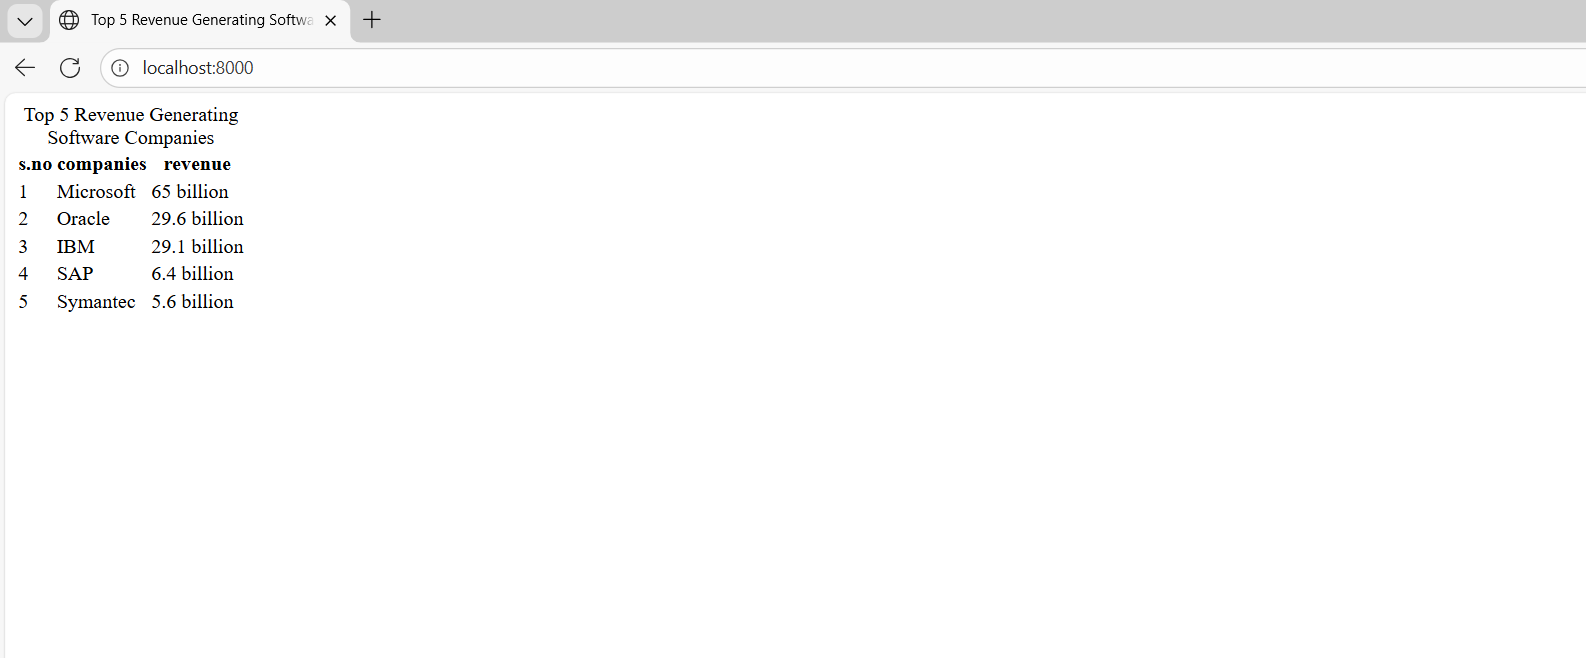 Top 5 Revenue Generating Softwa
localhost:8000
Top 5 Revenue Generating
Software Companies
s.no companies revenue
1 Microsoft 65 billion
2 Oracle 29.6 billion
3 IBM 29.1 billion
4 SAP 6.4 billion
5 Symantec 5.6 billion